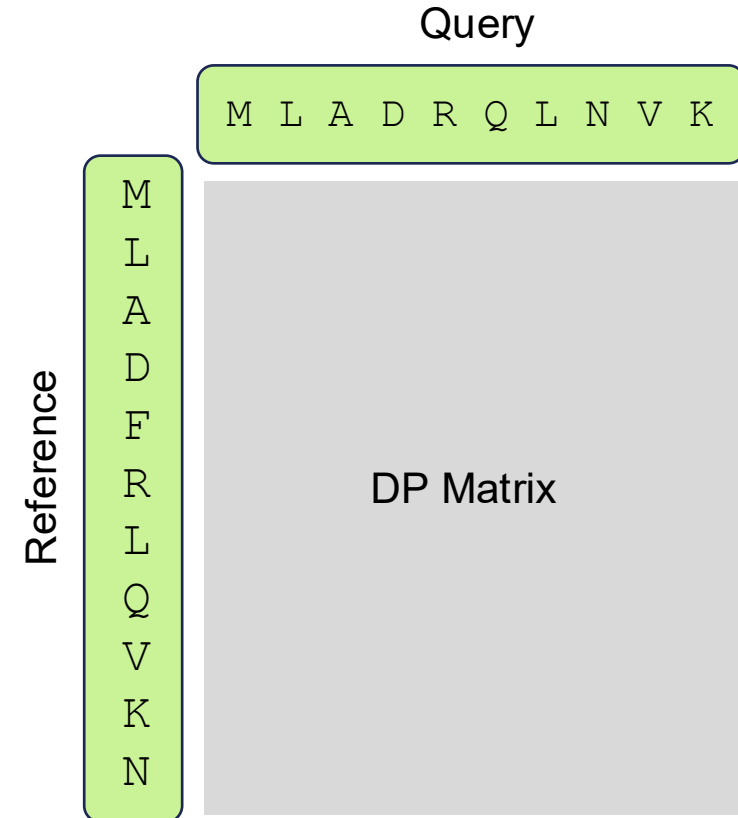 Query
M L A D R Q L N V K
M
L
A
D
F
R
L
Q
V
K
N
Reference
DP Matrix